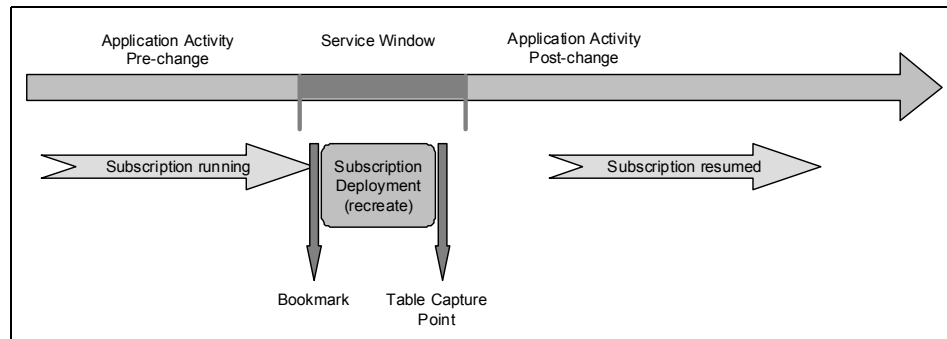 Application Activity
Pre-change
Service Window
Application Activity
Post-change
Subscription running
Subscription
Deployment
(recreate)
Subscription resumed
Bookmark
Table Capture
Point